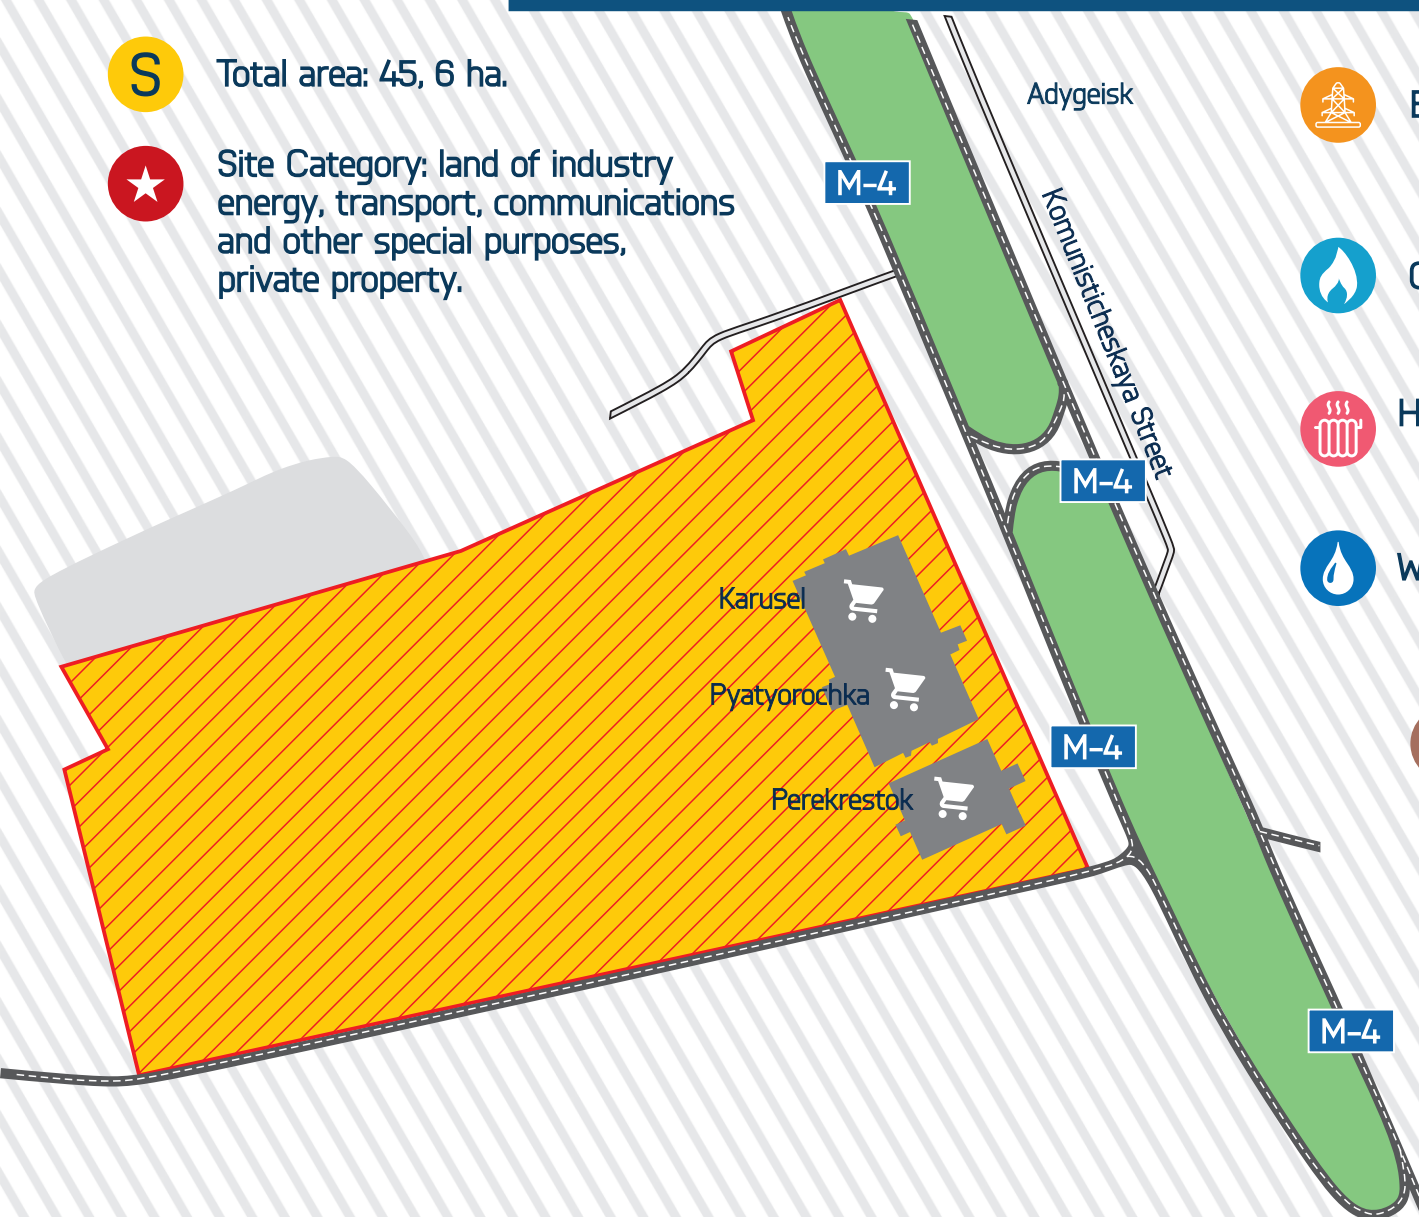 S
Total area: 45, 6 ha.
Site Category: land of industry
energy, transport, communications
and other special purposes,
private property.
Adygeisk
M-4
Komunisticheskaya Street
M-4
Karusel
Pyatyorochka
M-4
Perekrestok
M-4